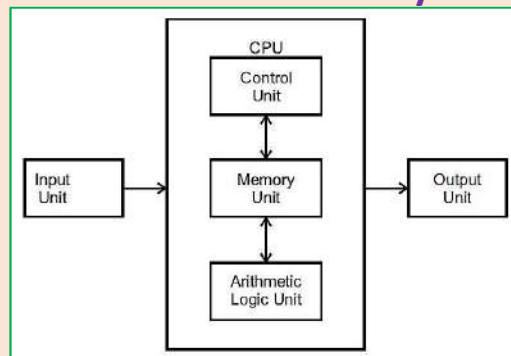 CPU
Control
Unit
Input
Unit
Memory
Unit
Output
Unit
Arithmetic
Logic Unit